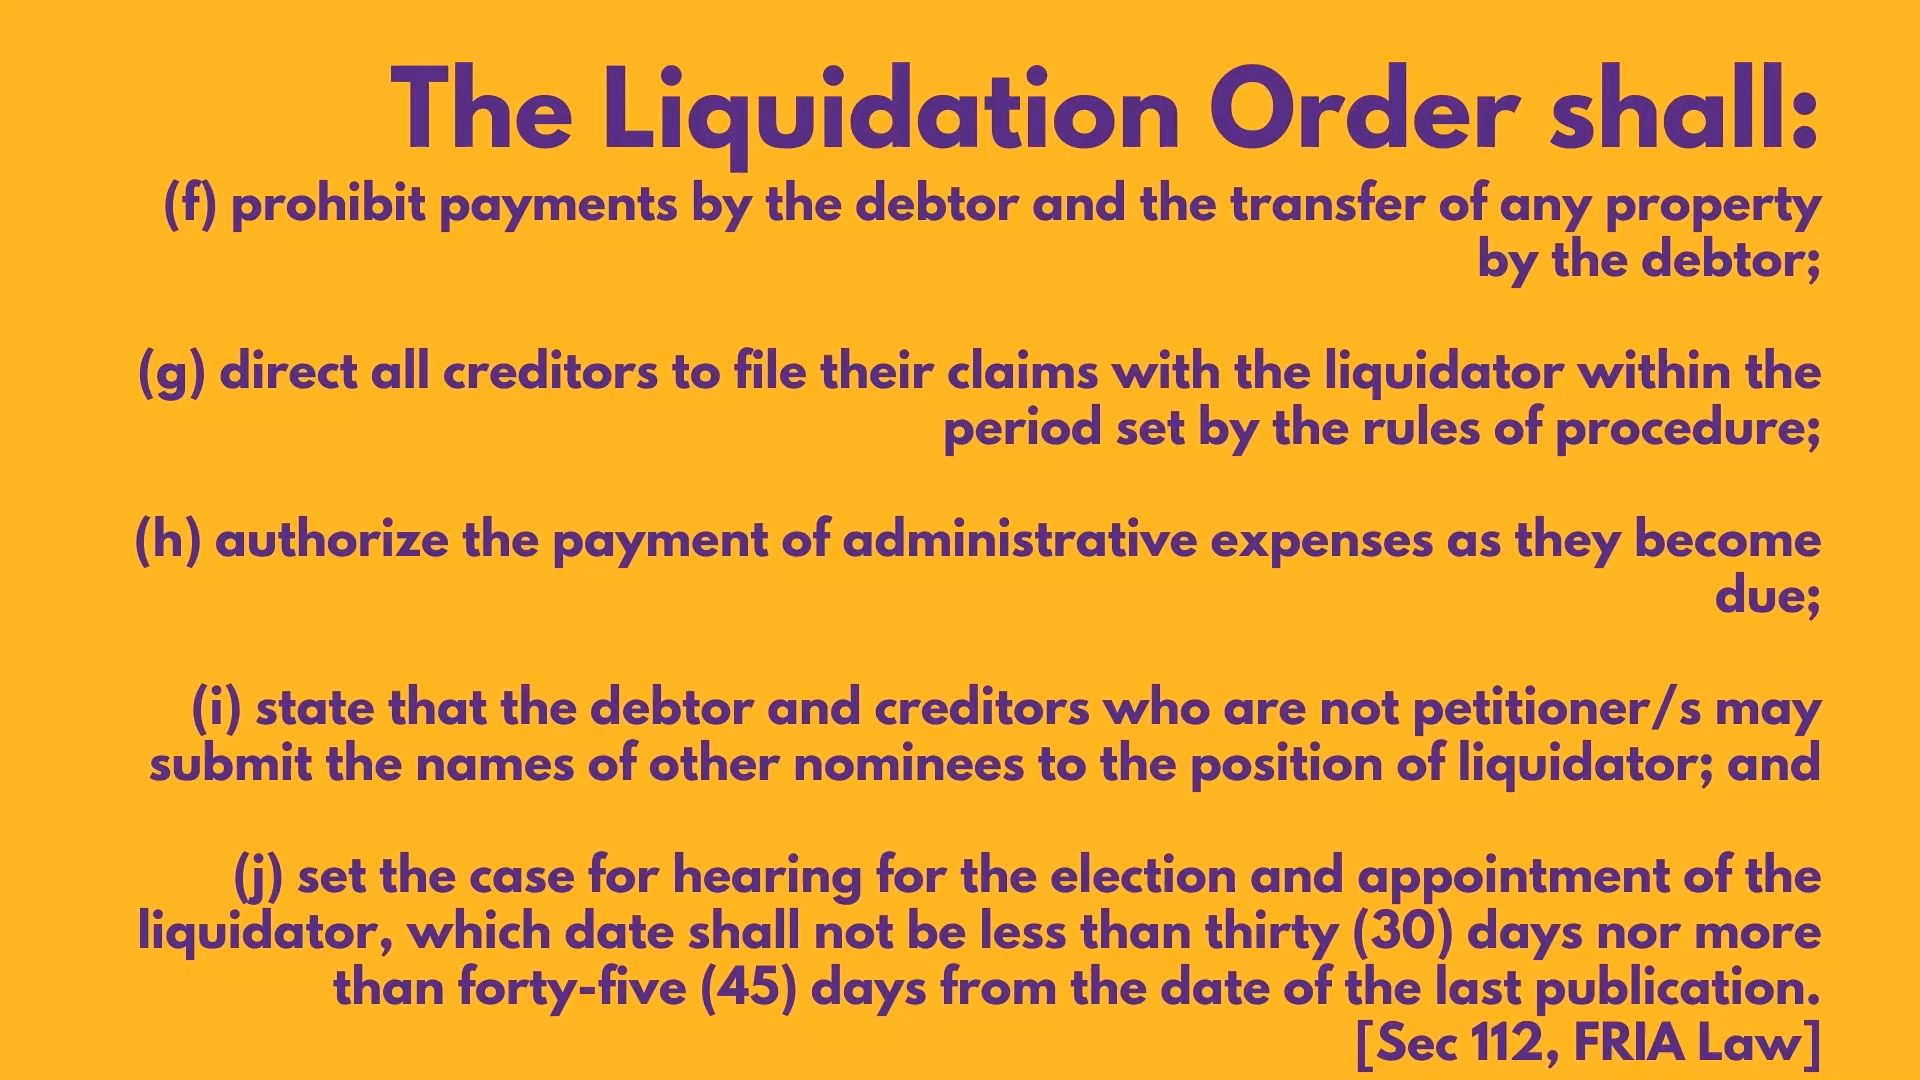 The Liquidation Order shall:
(f) prohibit payments by the debtor and the transfer of any property
by the debtor;
(g) direct all creditors to file their claims with the liquidator within the
period set by the rules of procedure;
(h) authorize the payment of administrative expenses as they become
due;
(i) state that the debtor and creditors who are not petitioner/s may
submit the names of other nominees to the position of liquidator; and
(j) set the case for hearing for the election and appointment of the
liquidator, which date shall not be less than thirty (30) days nor more
than forty-five (45) days from the date of the last publication.
[Sec 112, FRIA Law]